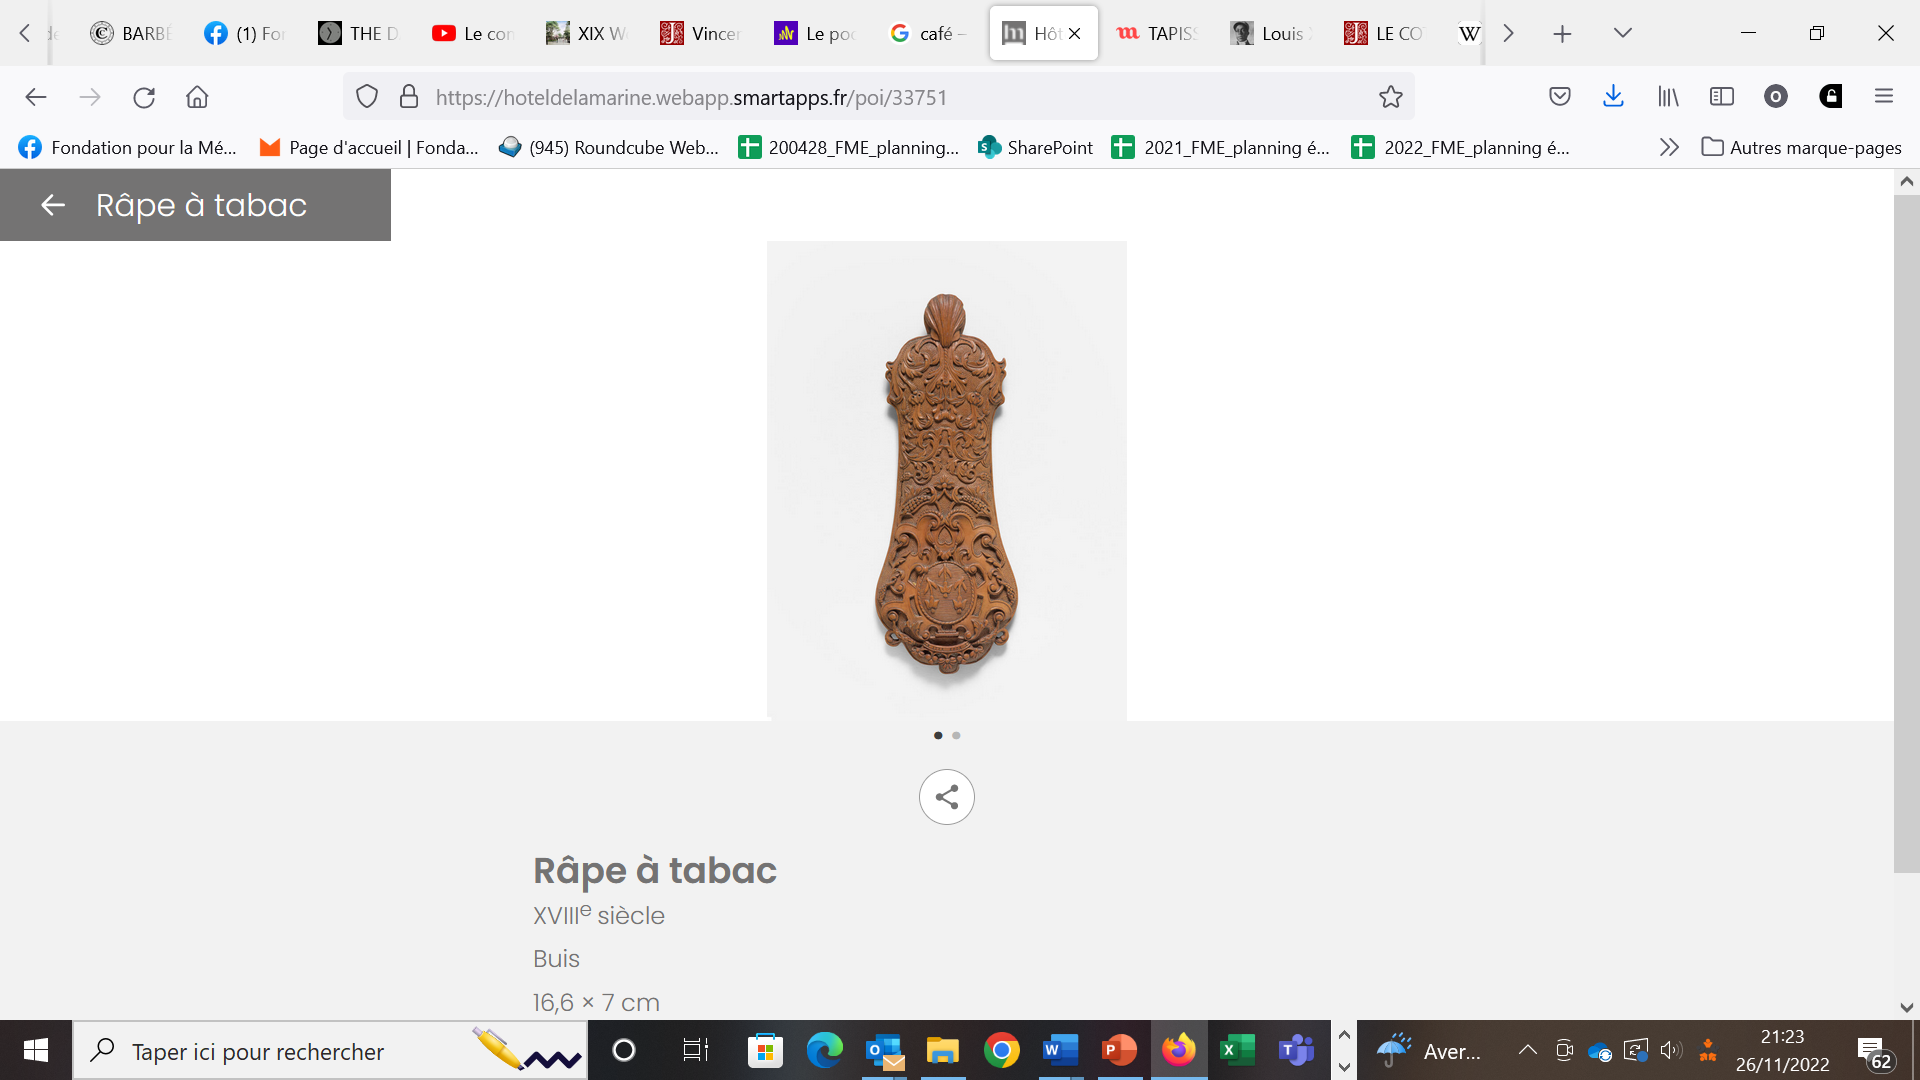 BARBE
(1) For
THE D
Le con
XIX W
Vincen
Le poc
café –
Hôt
TAPISS
Louis
LE CO
W
https://hoteldelamarine.webapp.smartapps.fr/poi/33751
Fondation pour la Mé...
Page d'accueil | Fonda...
(945) Roundcube Web...
200428_FME_planning...
SharePoint
2021_FME_planning é...
2022_FME_planning é...
Autres marque-pages
Râpe à tabac
Râpe à tabac
XVIIIe siècle
Buis
16,6 × 7 cm
Taper ici pour rechercher
Aver...
21:23
26/11/2022
62